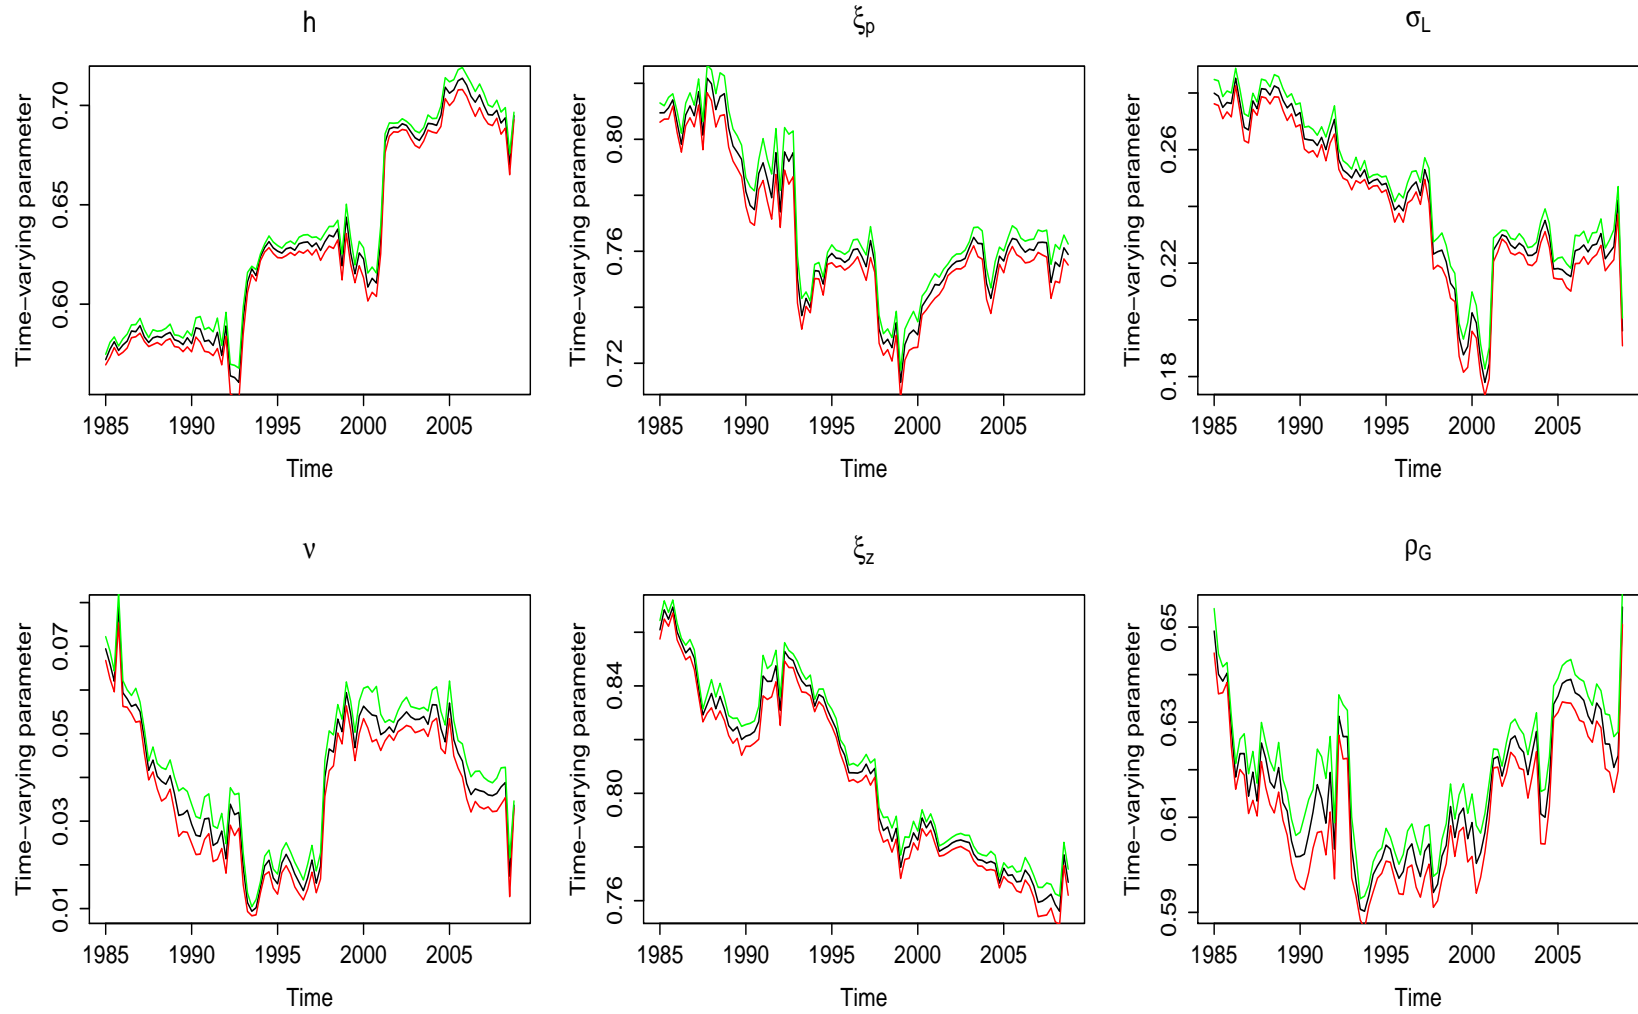 h
ξp
σL
Time−varying parameter
0.60 0.65 0.70
1985 1990 1995 2000 2005
Time
Time−varying parameter
0.72 0.76 0.80
1985 1990 1995 2000 2005
Time
Time−varying parameter
0.18 0.22 0.26
1985 1990 1995 2000 2005
Time
ν
ξz
ρG
Time−varying parameter
0.01 0.03 0.05 0.07
1985 1990 1995 2000 2005
Time
Time−varying parameter
0.76 0.80 0.84
1985 1990 1995 2000 2005
Time
Time−varying parameter
0.59 0.61 0.63 0.65
1985 1990 1995 2000 2005
Time